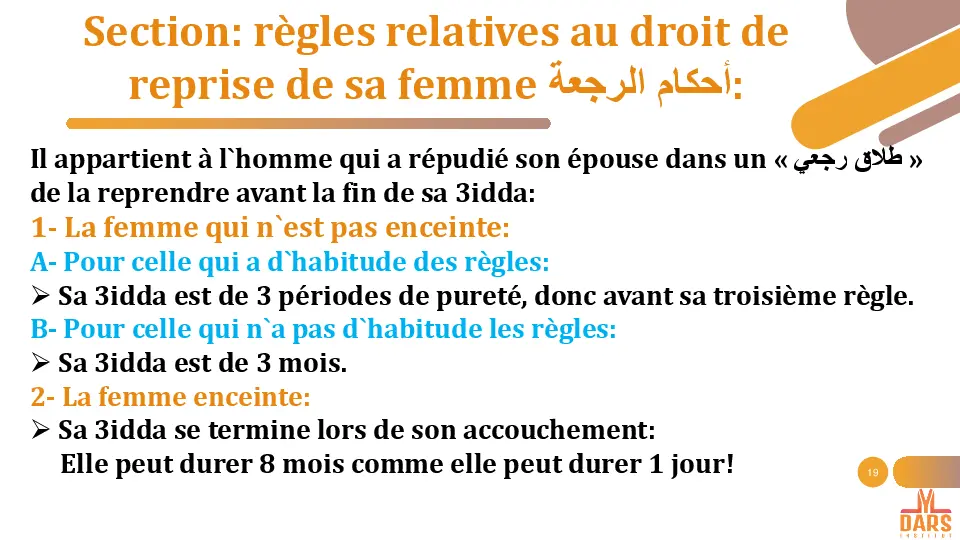 Section: règles relatives au droit de
reprise de sa femme أحكام الرجعة:
Il appartient à l`homme qui a répudié son épouse dans un « طلاق رجعي »
de la reprendre avant la fin de sa 3idda:
1- La femme qui n`est pas enceinte:
A- Pour celle qui a d`habitude des règles:
➢ Sa 3idda est de 3 périodes de pureté, donc avant sa troisième règle.
B- Pour celle qui n`a pas d`habitude les règles:
➢ Sa 3idda est de 3 mois.
2- La femme enceinte:
➢ Sa 3idda se termine lors de son accouchement:
Elle peut durer 8 mois comme elle peut durer 1 jour!
19
DARS
INSTITUT